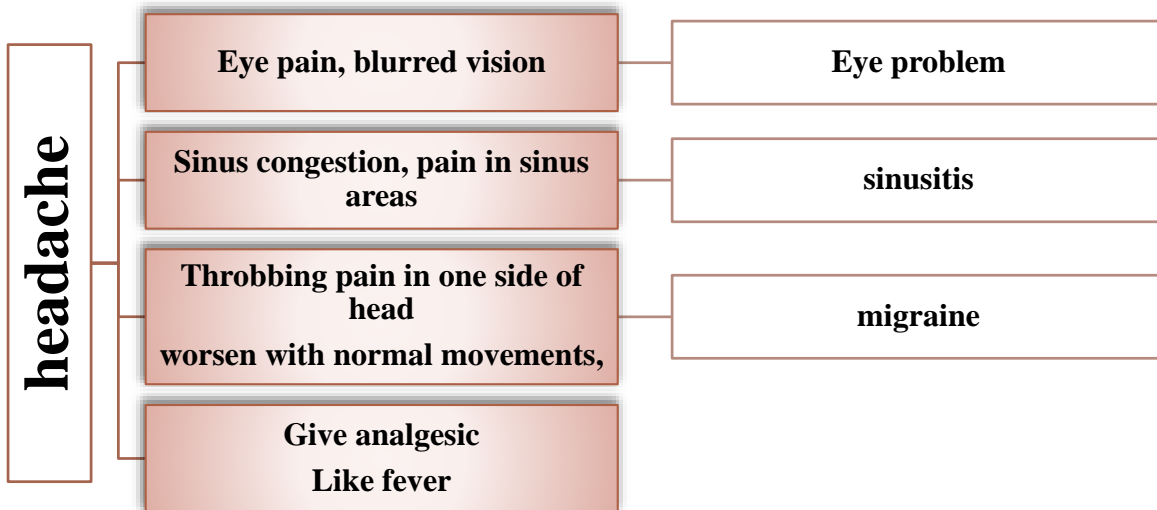 headache
Eye pain, blurred vision
Eye problem
Sinus congestion, pain in sinus
areas
sinusitis
Throbbing pain in one side of
head
worsen with normal movements,
migraine
Give analgesic
Like fever